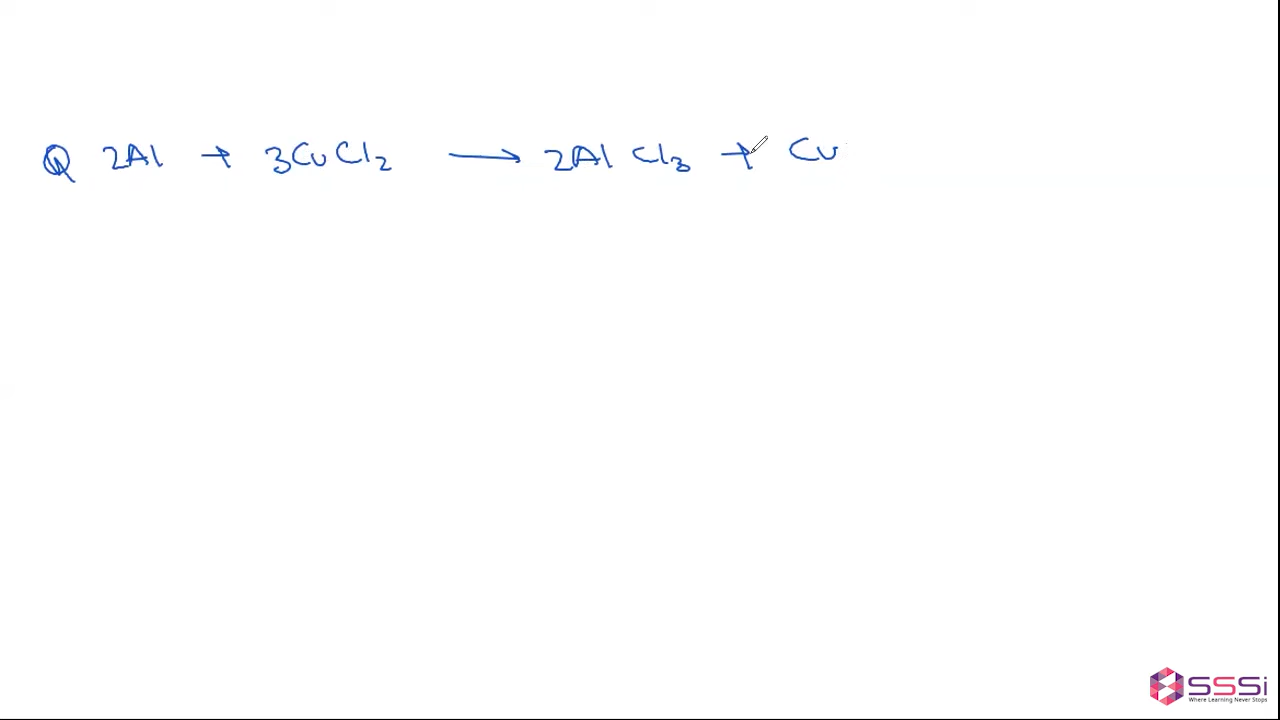 Q 2Al + 3CuCl₂ → 2AlCl₃ + Cu
SSSi
Where Learning Never Stops